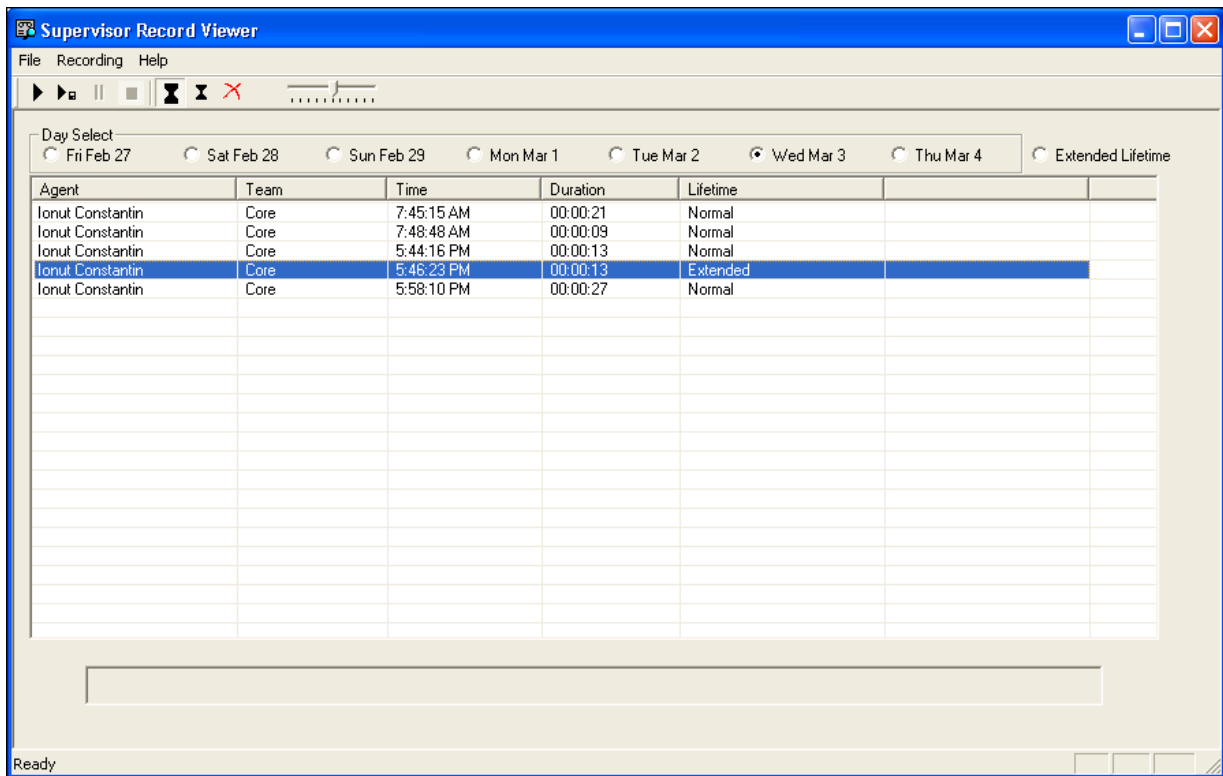 Supervisor Record Viewer
File Recording Help
Day Select
Fri Feb 27 Sat Feb 28 Sun Feb 29 Mon Mar 1 Tue Mar 2 Wed Mar 3 Thu Mar 4 Extended Lifetime
Agent Team Time Duration Lifetime
Ionut Constantin Core 7:45:15 AM 00:00:21 Normal
Ionut Constantin Core 7:48:48 AM 00:00:09 Normal
Ionut Constantin Core 5:44:16 PM 00:00:13 Normal
Ionut Constantin Core 5:46:23 PM 00:00:13 Extended
Ionut Constantin Core 5:58:10 PM 00:00:27 Normal
Ready